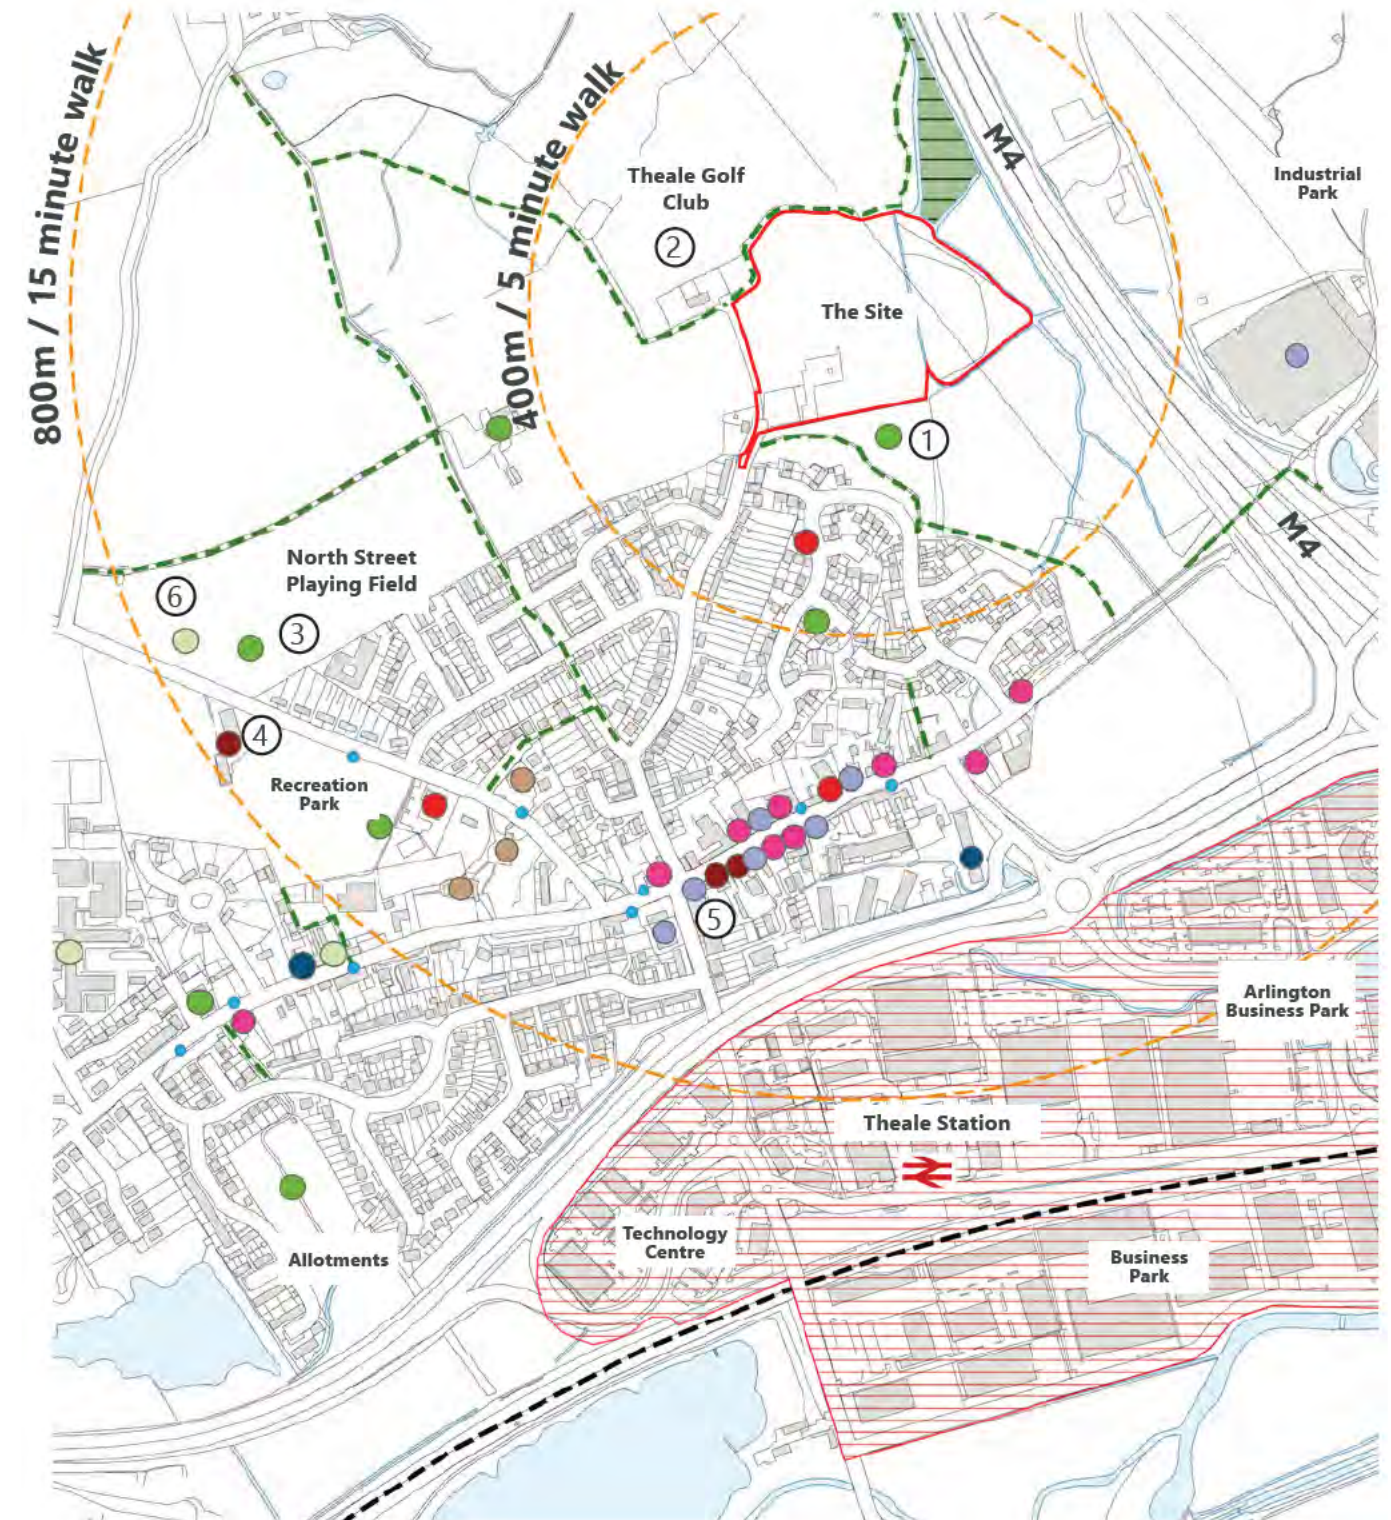 800m / 15 minute walk
400m / 5 minute walk
M4
Theale Golf
Club
2
Industrial
Park
The Site
1
M4
North Street
Playing Field
6
3
4
Recreation
Park
5
Arlington
Business Park
Theale Station
Technology
Centre
Business
Park
Allotments